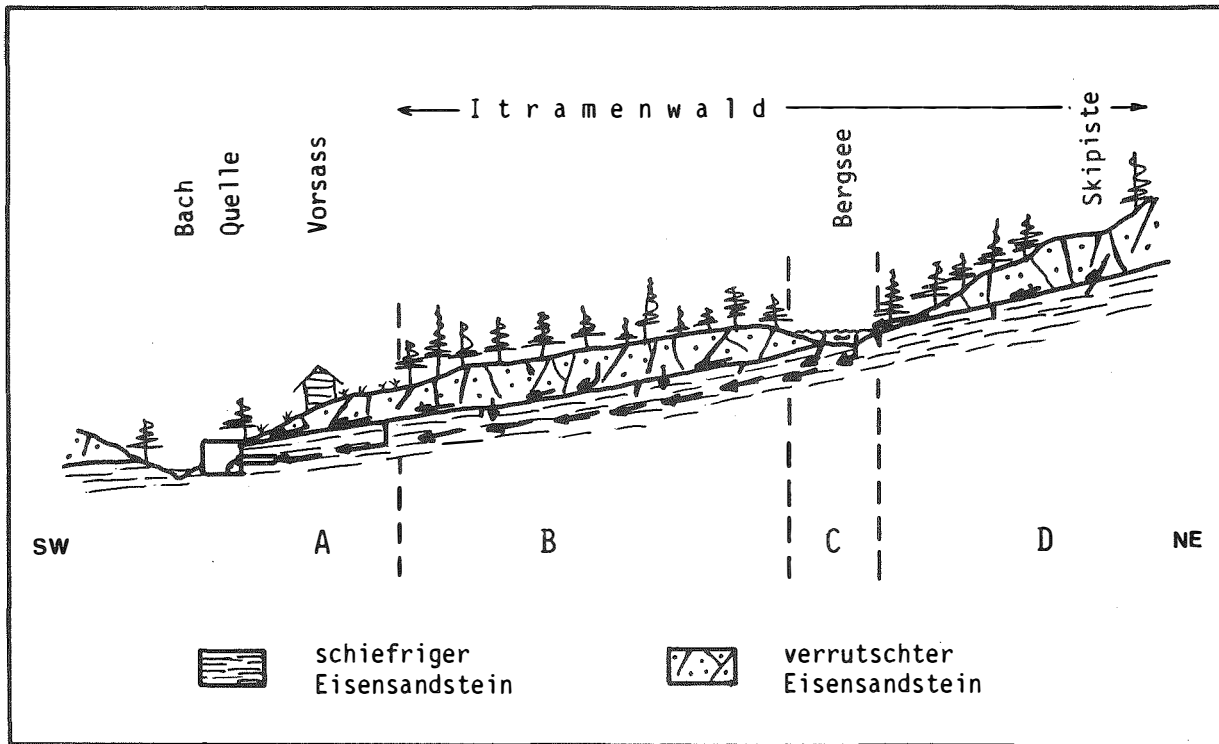 Itramenwald
Bach
Quelle
Vorsass
Bergsee
Skipiste
SW
A
B
C
D
NE
schiefriger
Eisensandstein
verrutschter
Eisensandstein